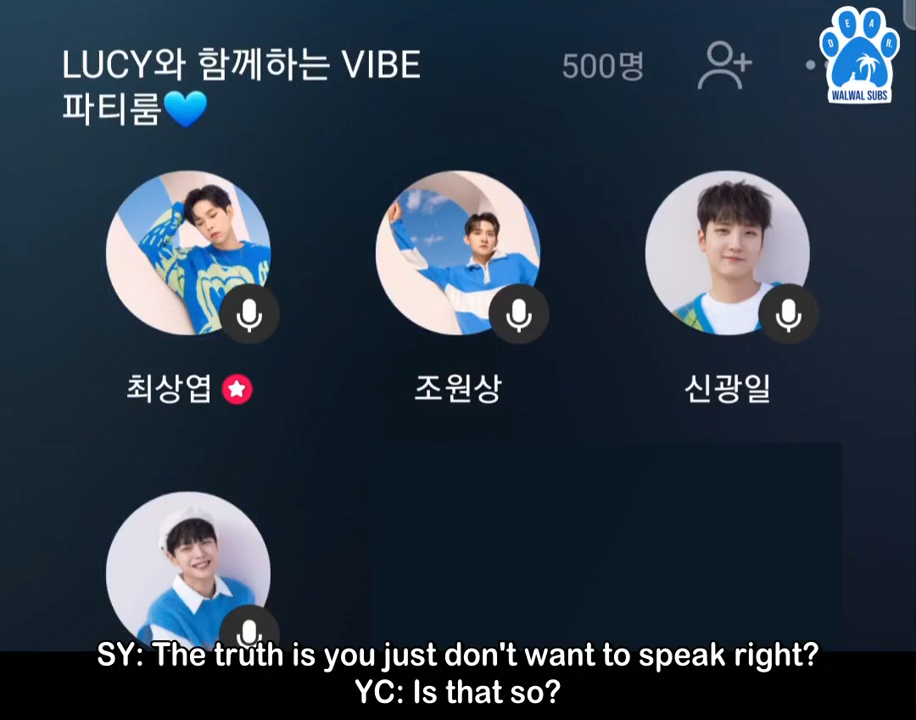 LUCY와 함께하는 VIBE
파티룸💙
500명
DEAR.
WALWAL SUBS
최상엽
조원상
신광일
SY: The truth is you just don't want to speak right?
YC: Is that so?